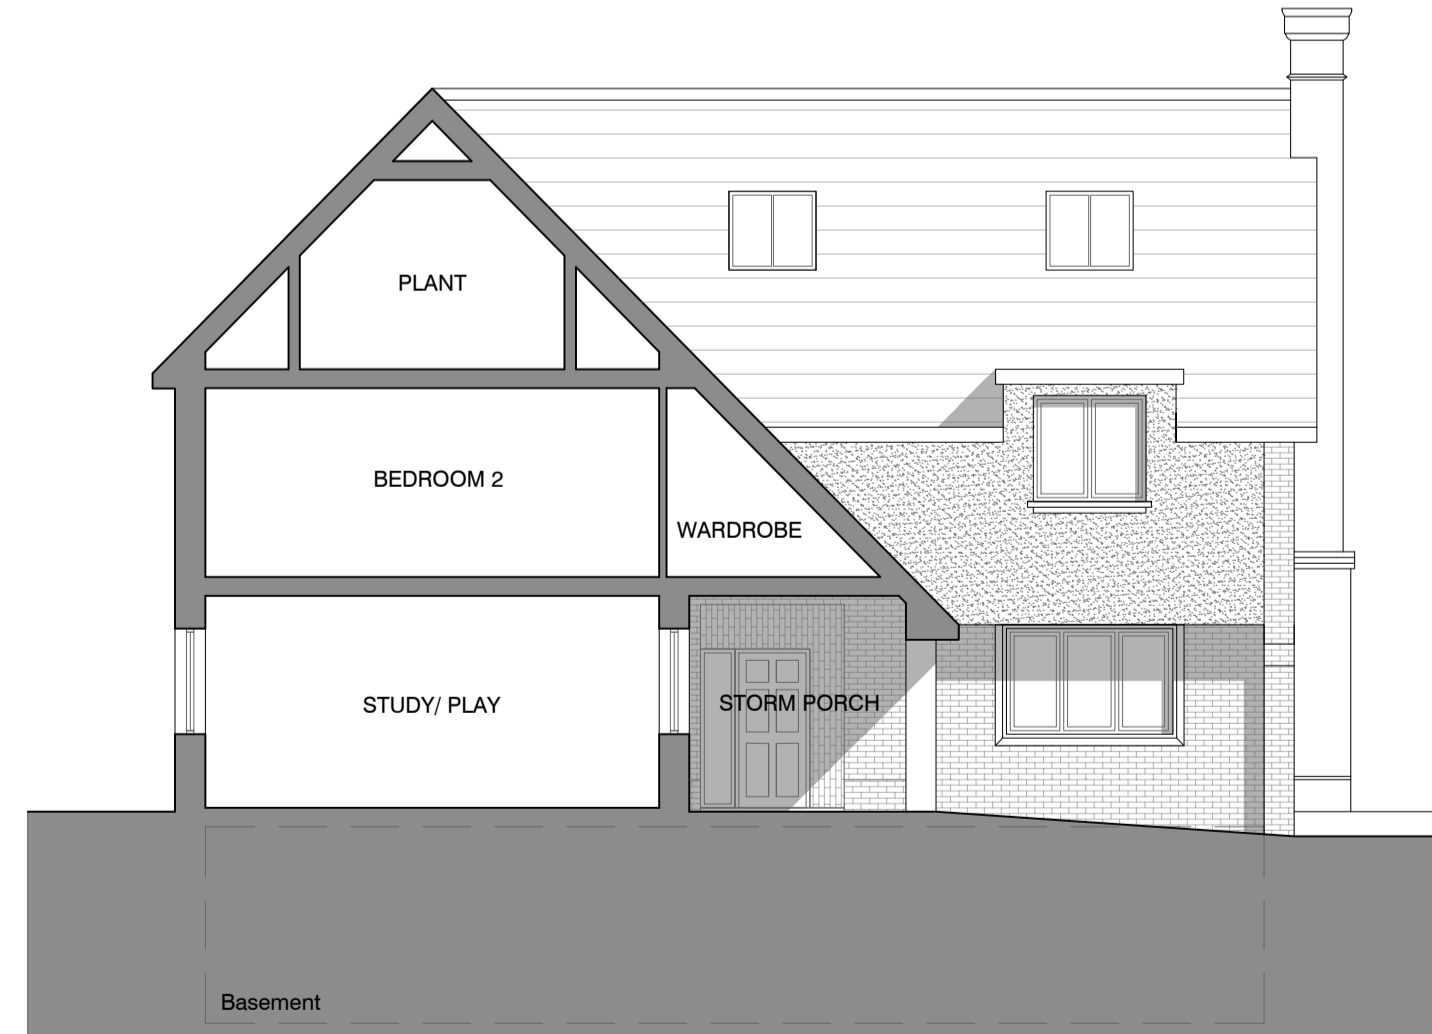 PLANT
BEDROOM 2
WARDROBE
STUDY/ PLAY
STORM PORCH
Basement